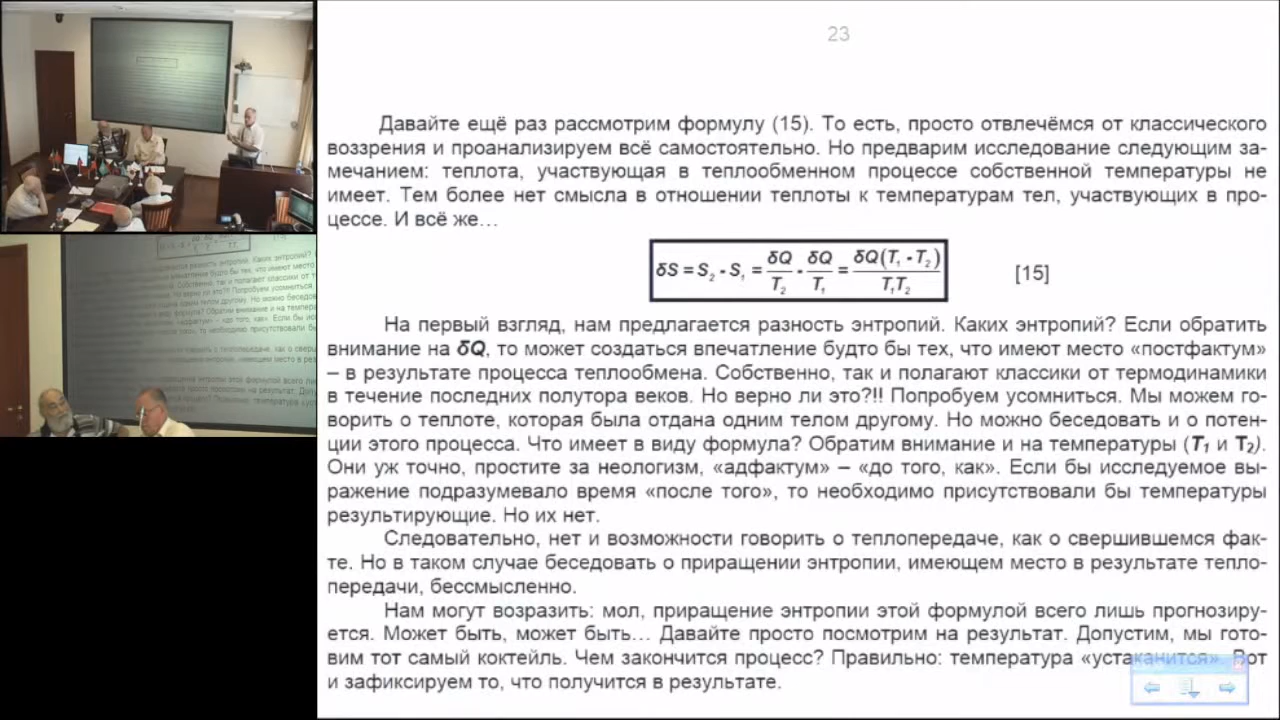 23
Давайте ещё раз рассмотрим формулу (15). То есть, просто отвлечёмся от классического
воззрения и проанализируем всё самостоятельно. Но предварим исследование следующим за-
мечанием: теплота, участвующая в теплообменном процессе собственной температуры не
имеет. Тем более нет смысла в отношении теплоты к температурам тел, участвующих в про-
цессе. И всё же…
δS = S₂ - S₁ = δQ/T₂ - δQ/T₁ = δQ(T₁ - T₂)/T₁T₂ [15]
На первый взгляд, нам предлагается разность энтропий. Каких энтропий? Если обратить
внимание на δQ, то может создаться впечатление будто бы тех, что имеют место «постфактум»
– в результате процесса теплообмена. Собственно, так и полагают классики от термодинамики
в течение последних полутора веков. Но верно ли это?!! Попробуем усомниться. Мы можем го-
ворить о теплоте, которая была отдана одним телом другому. Но можно беседовать и о потен-
ции этого процесса. Что имеет в виду формула? Обратим внимание и на температуры (T₁ и T₂).
Они уж точно, простите за неологизм, «адфактум» – «до того, как». Если бы исследуемое вы-
ражение подразумевало время «после того», то необходимо присутствовали бы температуры
результирующие. Но их нет.
Следовательно, нет и возможности говорить о теплопередаче, как о свершившемся фак-
те. Но в таком случае беседовать о приращении энтропии, имеющем место в результате тепло-
передачи, бессмысленно.
Нам могут возразить: мол, приращение энтропии этой формулой всего лишь прогнозиру-
ется. Может быть, может быть… Давайте просто посмотрим на результат. Допустим, мы гото-
вим тот самый коктейль. Чем закончится процесс? Правильно: температура «устаканится». Вот
и зафиксируем то, что получится в результате.